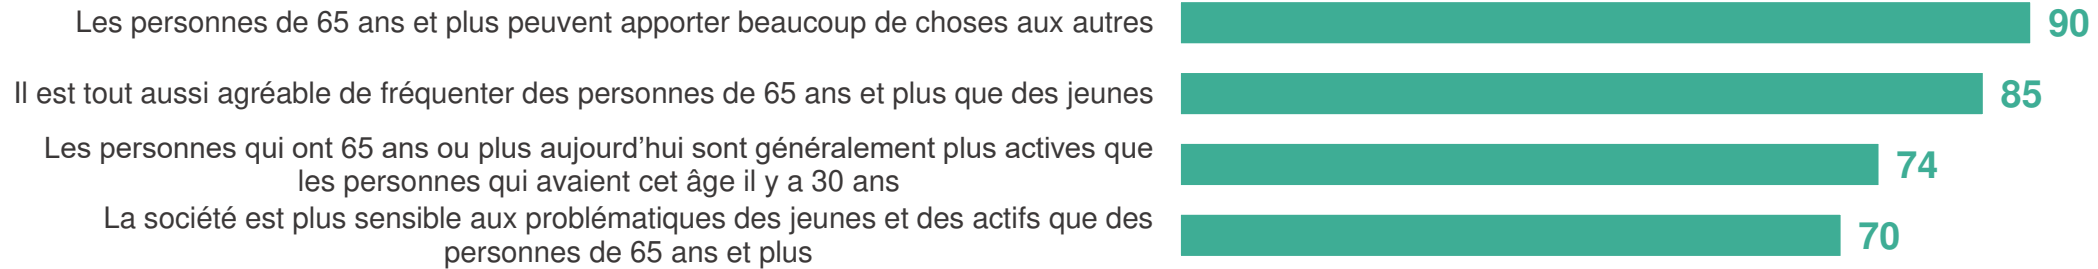 Les personnes de 65 ans et plus peuvent apporter beaucoup de choses aux autres
90
Il est tout aussi agréable de fréquenter des personnes de 65 ans et plus que des jeunes
85
Les personnes qui ont 65 ans ou plus aujourd’hui sont généralement plus actives que
les personnes qui avaient cet âge il y a 30 ans
74
La société est plus sensible aux problématiques des jeunes et des actifs que des
personnes de 65 ans et plus
70